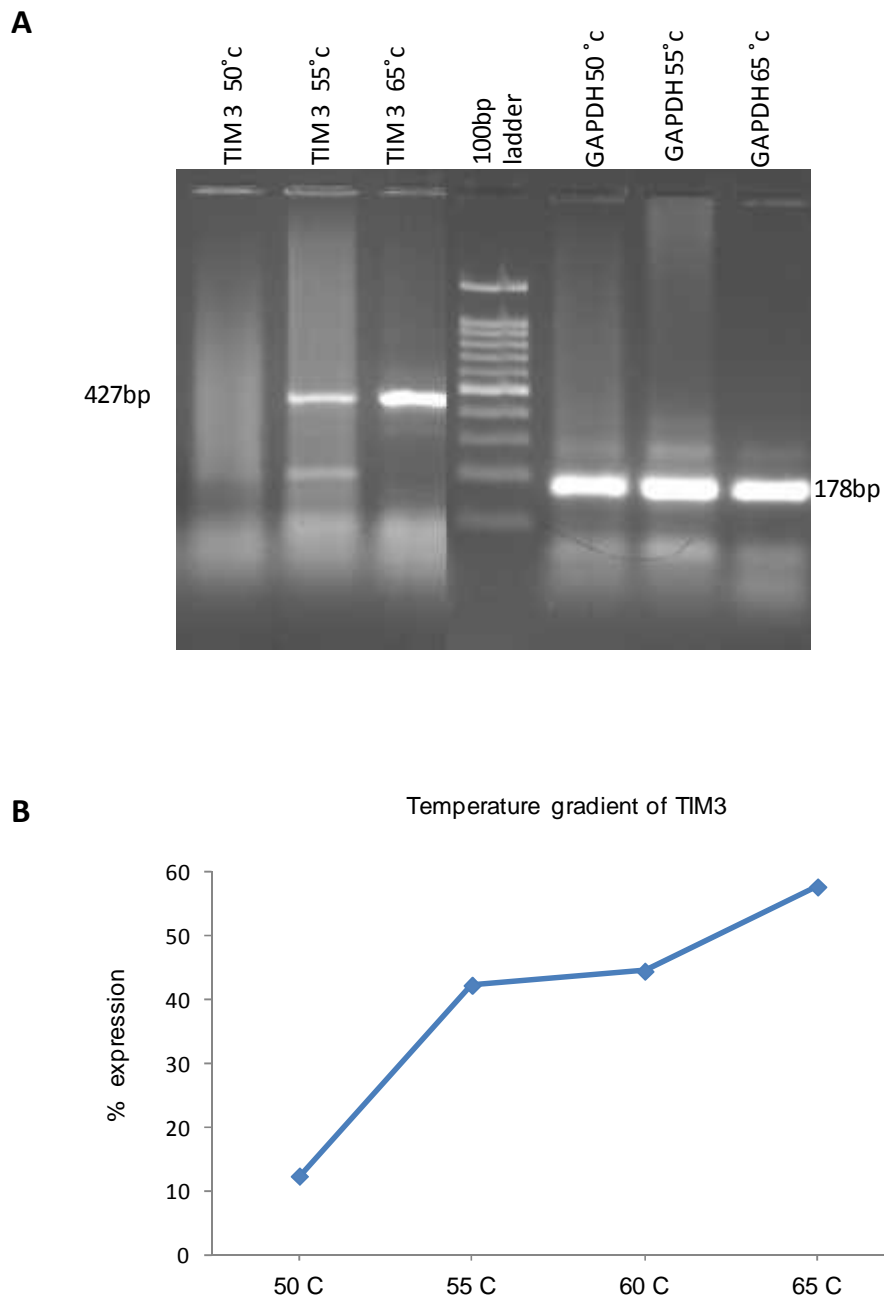 A
TIM3 50°c
TIM3 55°c
TIM3 65°c
100bp
ladder
GAPDH 50°c
GAPDH 55°c
GAPDH 65°c
427bp
178bp
B
Temperature gradient of TIM3
% expression
60
50
40
30
20
10
0
50 C
55 C
60 C
65 C